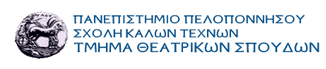 ΠΑΝΕΠΙΣΤΗΜΙΟ ΠΕΛΟΠΟΝΝΗΣΟΥ
ΣΧΟΛΗ ΚΑΛΩΝ ΤΕΧΝΩΝ
ΤΜΗΜΑ ΘΕΑΤΡΙΚΩΝ ΣΠΟΥΔΩΝ